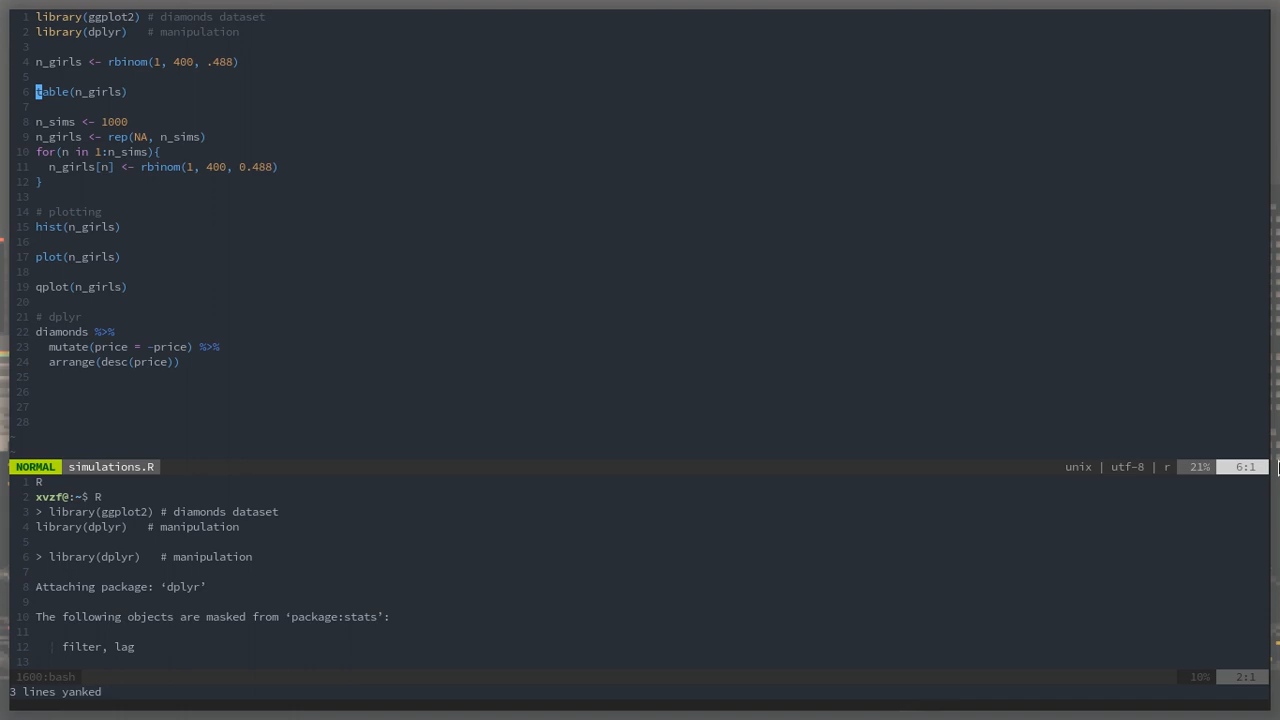 1 library(ggplot2) # diamonds dataset
2 library(dplyr)   # manipulation
3
4 n_girls <- rbinom(1, 400, .488)
5
6 table(n_girls)
7
8 n_sims <- 1000
9 n_girls <- rep(NA, n_sims)
10 for(n in 1:n_sims){
11   n_girls[n] <- rbinom(1, 400, 0.488)
12 }
13
14 # plotting
15 hist(n_girls)
16
17 plot(n_girls)
18
19 qplot(n_girls)
20
21 # dplyr
22 diamonds %>%
23   mutate(price = -price) %>%
24   arrange(desc(price))
25
26
27
28
~
~
NORMAL simulations.R unix | utf-8 | r 21% 6:1
1 R
2 xvzf@:~$ R
3 > library(ggplot2) # diamonds dataset
4 library(dplyr)   # manipulation
5
6 > library(dplyr)   # manipulation
7
8 Attaching package: ‘dplyr’
9
10 The following objects are masked from ‘package:stats’:
11
12     filter, lag
13
1600:bash 10% 2:1
3 lines yanked